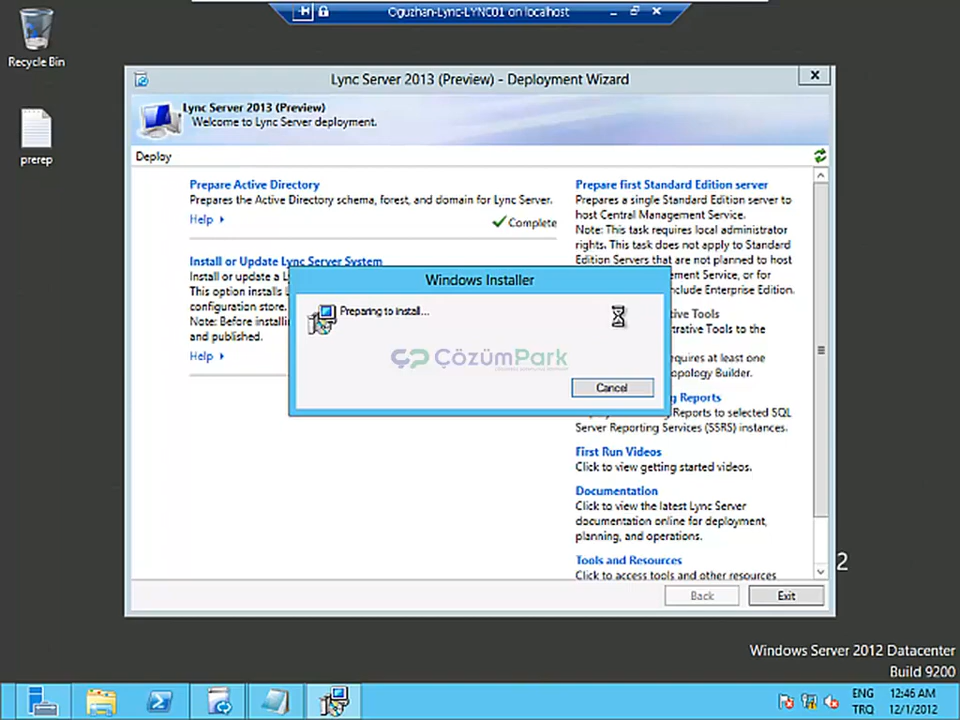 Oguzhan-Lync-LYNC01 on localhost
Recycle Bin
prerep
Lync Server 2013 (Preview) - Deployment Wizard
Lync Server 2013 (Preview)
Welcome to Lync Server deployment.
Deploy
Prepare Active Directory
Prepares the Active Directory schema, forest, and domain for Lync Server.
Help
Complete
Install or Update Lync Server System
Install or update a L
This option installs
configuration store.
Note: Before installi
and published.
Help
Prepare first Standard Edition server
Prepares a single Standard Edition server to
host Central Management Service.
Note: This task requires local administrator
rights. This task does not apply to Standard
Edition Servers that are not planned to host
ment Service, or for
nclude Enterprise Edition.
ive Tools
trative Tools to the
equires at least one
opology Builder.
g Reports
Reports to selected SQL
Server Reporting Services (SSRS) instances.
First Run Videos
Click to view getting started videos.
Documentation
Click to view the latest Lync Server
documentation online for deployment,
planning, and operations.
Tools and Resources
Click to access tools and other resources
Windows Installer
Preparing to install...
ÇözümPark
Cancel
Back
Exit
2
Windows Server 2012 Datacenter
Build 9200
ENG
TRQ
12:46 AM
12/1/2012